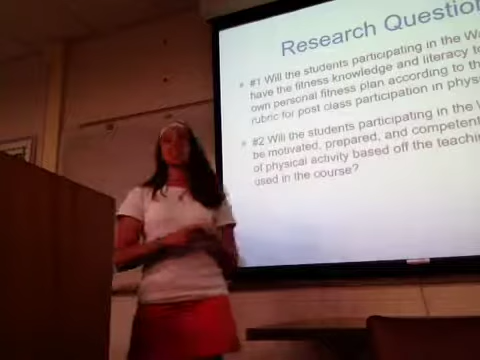 Research Questio
#1 Will the students participating in the W
have the fitness knowledge and literacy to
own personal fitness plan according to th
rubric for post class participation in phys
#2 Will the students participating in the
be motivated, prepared, and competent
of physical activity based off the teachi
used in the course?